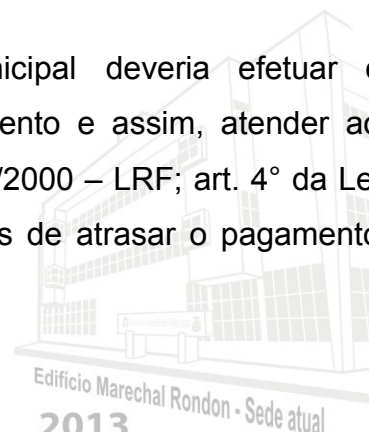 nicipal deveria efetuar
ento e assim, atender
/2000 – LRF; art. 4° da Le
s de atrasar o pagamento
Edifício Marechal Rondon - Sede atual
2013